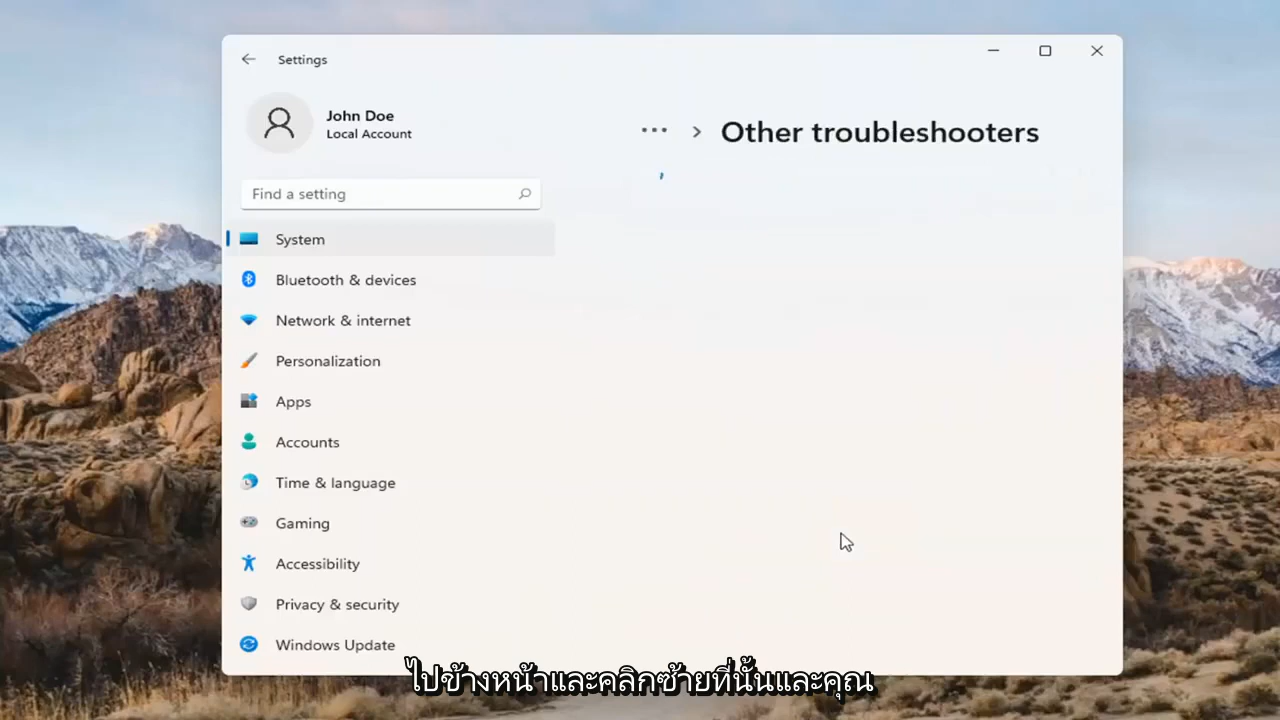 Settings
John Doe
Local Account
Find a setting
System
Bluetooth & devices
Network & internet
Personalization
Apps
Accounts
Time & language
Gaming
Accessibility
Privacy & security
Windows Update
... > Other troubleshooters
ไปข้างหน้าและคลิกซ้ายที่นั้นและคุณ